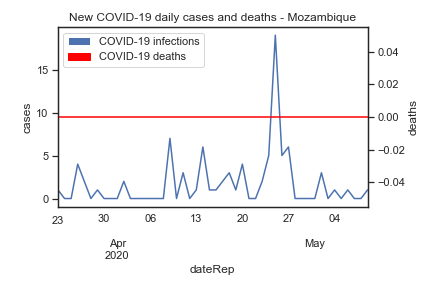 New COVID-19 daily cases and deaths - Mozambique
COVID-19 infections
COVID-19 deaths
cases
15
10
5
0
deaths
0.04
0.02
0.00
−0.02
−0.04
23 30 06 13 20 27 04
Apr May
2020
dateRep